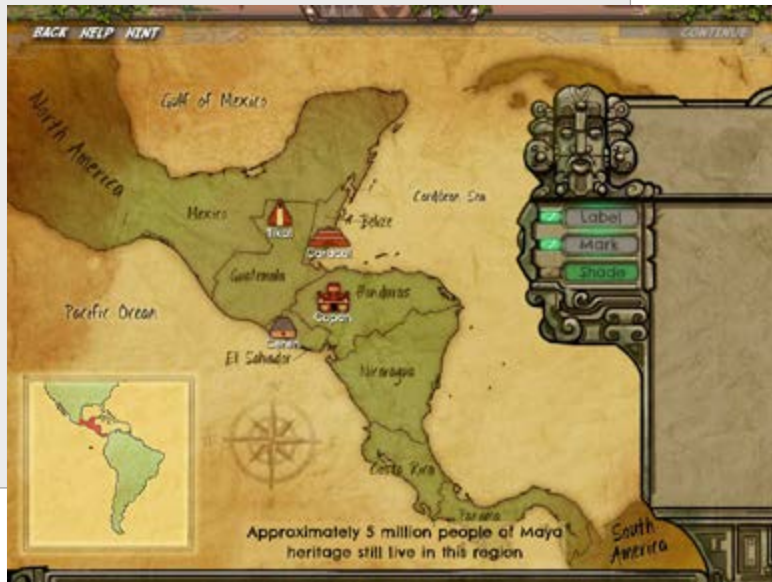 BACK HELP HINT
CONTINUE
Gulf of Mexico
North America
Caribbean Sea
Mexico
Tikal
Belize
Caracol
Guatemala
Honduras
Copan
Pacific Ocean
Ceren
El Salvador
Nicaragua
Costa Rica
Panama
South
America
Approximately 5 million people of Maya
heritage still live in this region
Label
Mark
Shade